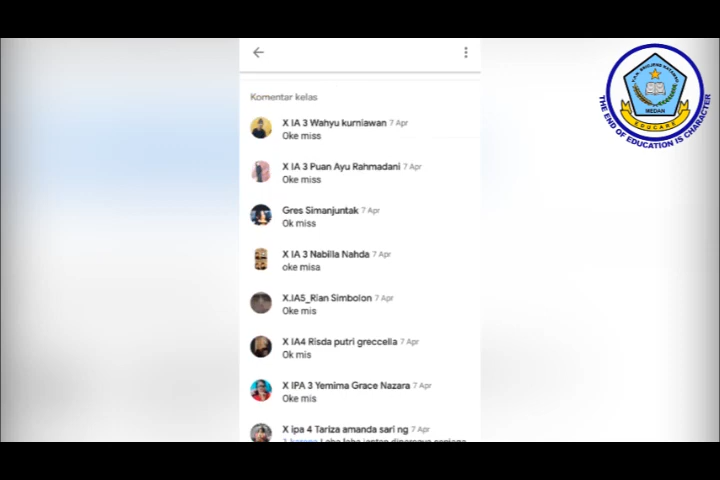 Komentar kelas
X IA 3 Wahyu kurniawan 7 Apr
Oke miss
X IA 3 Puan Ayu Rahmadani 7 Apr
Oke miss
Gres Simanjuntak 7 Apr
Ok miss
X IA 3 Nabilla Nahda 7 Apr
oke misa
X.IA5_Rian Simbolon 7 Apr
Oke mis
X IA4 Risda putri greccella 7 Apr
Ok mis
X IPA 3 Yemima Grace Nazara 7 Apr
Oke mis
X ipa 4 Tariza amanda sari ng 7 Apr
MEDAN
EDUCARE
THE END OF EDUCATION IS CHARACTER